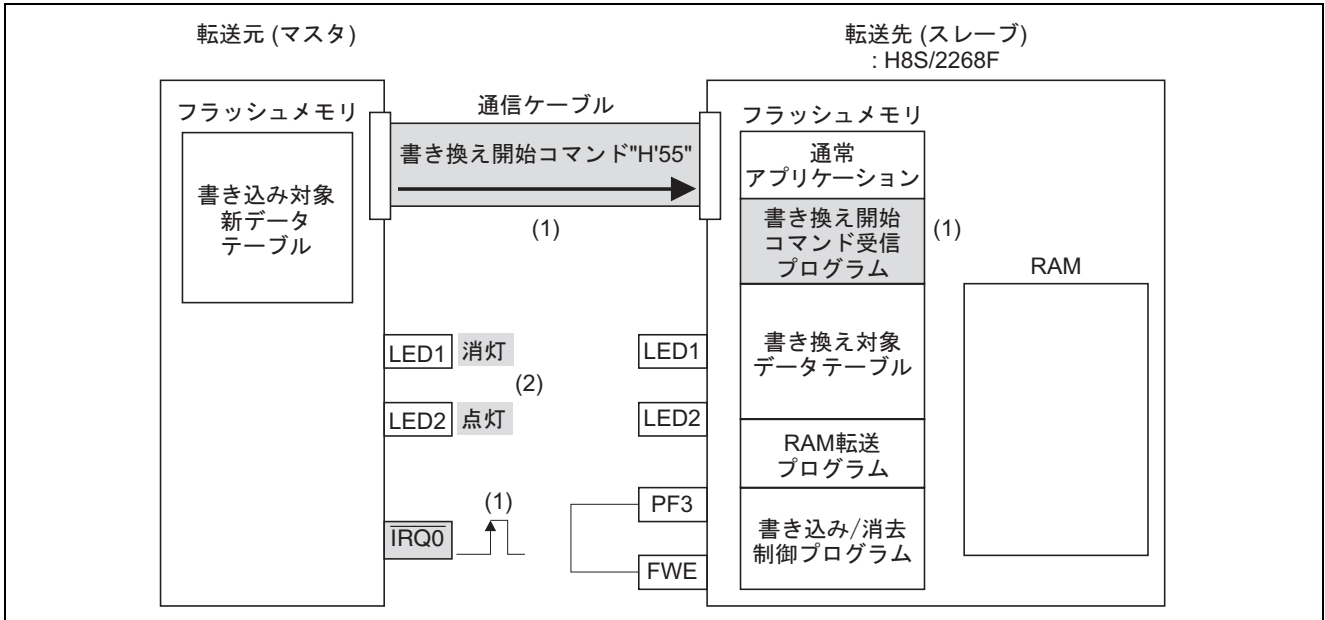 転送元 (マスタ)
転送先 (スレーブ)
: H8S/2268F
フラッシュメモリ
書き込み対象
新データ
テーブル
通信ケーブル
書き換え開始コマンド"H'55"
(1)
フラッシュメモリ
通常
アプリケーション
書き換え開始
コマンド受信
プログラム
(1)
書き換え対象
データテーブル
RAM転送
プログラム
書き込み/消去
制御プログラム
RAM
LED1 消灯
(2)
LED2 点灯
IRQ0
(1)
LED1
LED2
PF3
FWE